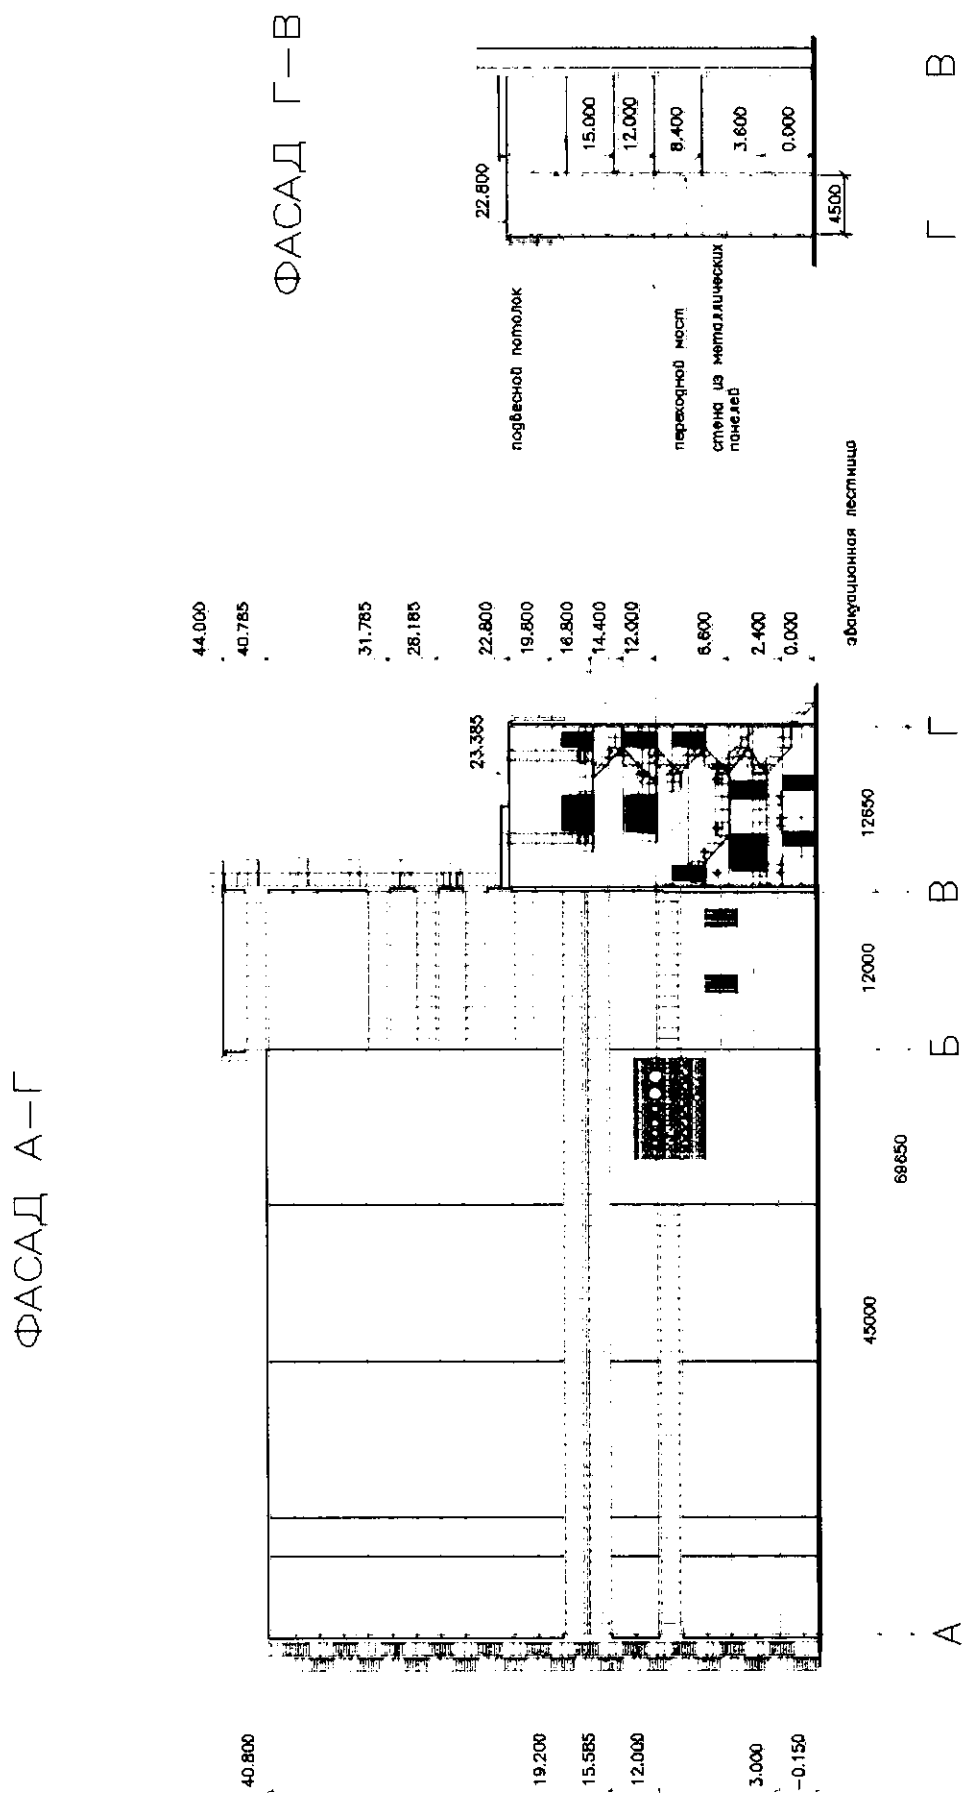 ФАСАД А-Г
40.800
19.200
15.585
12.000
3.000
-0.150
44.000
40.785
31.785
28.185
22.800
19.800
16.800
14.400
12.000
6.600
2.400
0.000
23.385
эвакуационная лестница
45000
12000
12650
69650
А
Б
В
Г
ФАСАД Г-В
22.800
15.000
12.000
8.400
3.600
0.000
4500
подвесной потолок
переходной мост
стена из металлических
панелей
Г
В